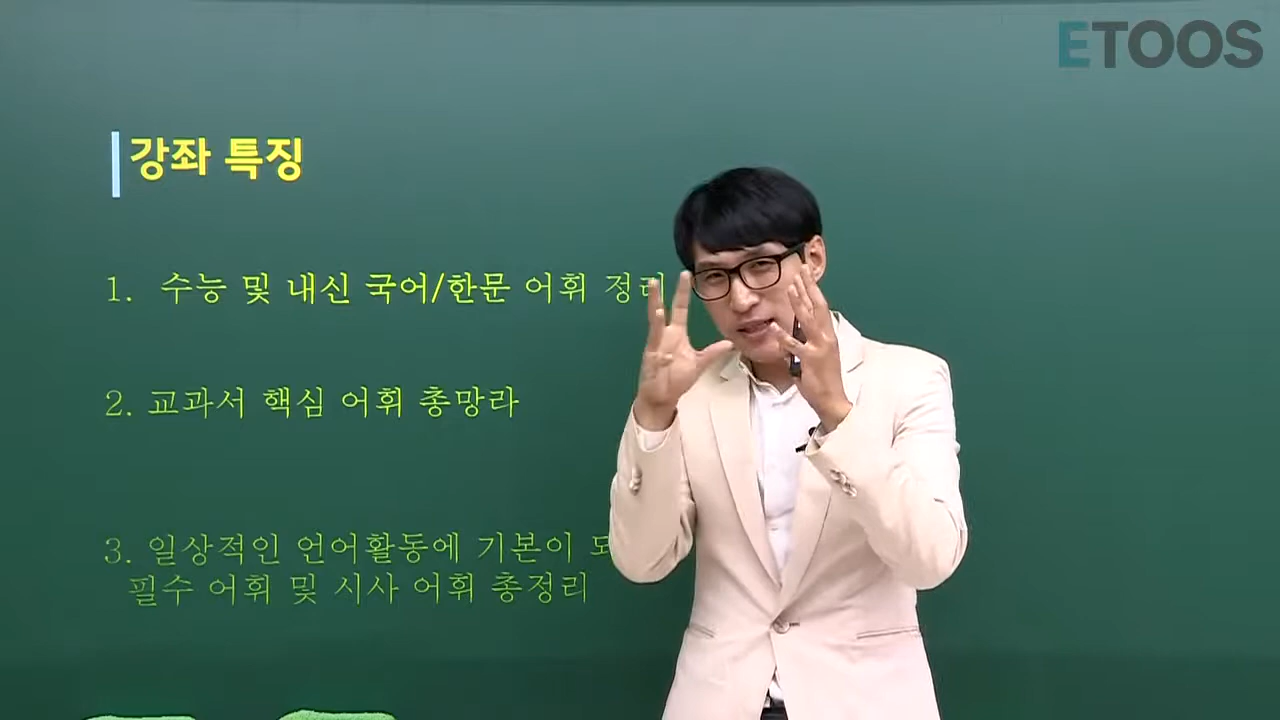 ETOOS
강좌 특징
1. 수능 및 내신 국어/한문 어휘 정리
2. 교과서 핵심 어휘 총망라
3. 일상적인 언어활동에 기본이
필수 어휘 및 시사 어휘 총정리